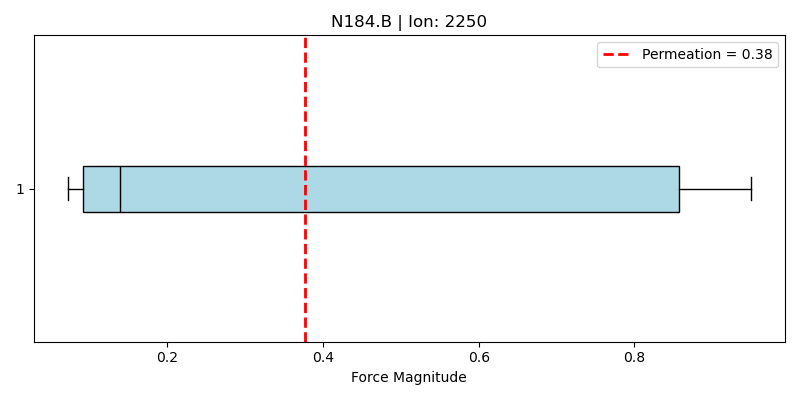 N184.B | Ion: 2250
Permeation = 0.38
1
0.2 0.4 0.6 0.8
Force Magnitude